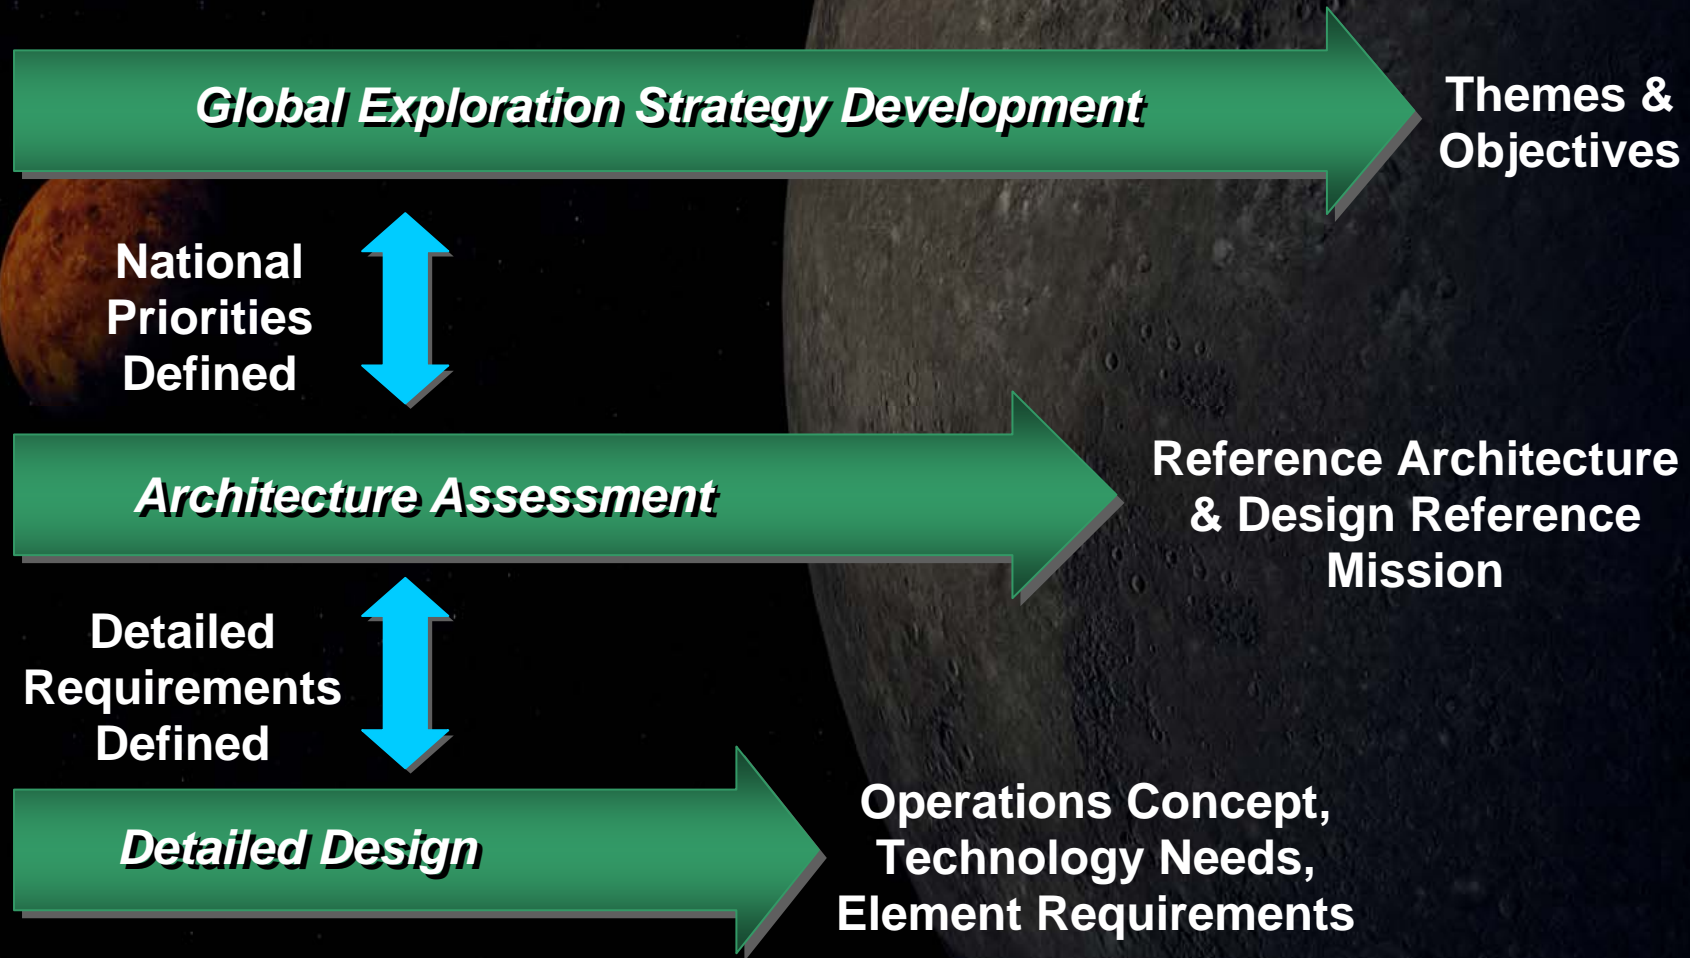 Global Exploration Strategy Development
Themes &
Objectives
National
Priorities
Defined
Architecture Assessment
Reference Architecture
& Design Reference
Mission
Detailed
Requirements
Defined
Detailed Design
Operations Concept,
Technology Needs,
Element Requirements